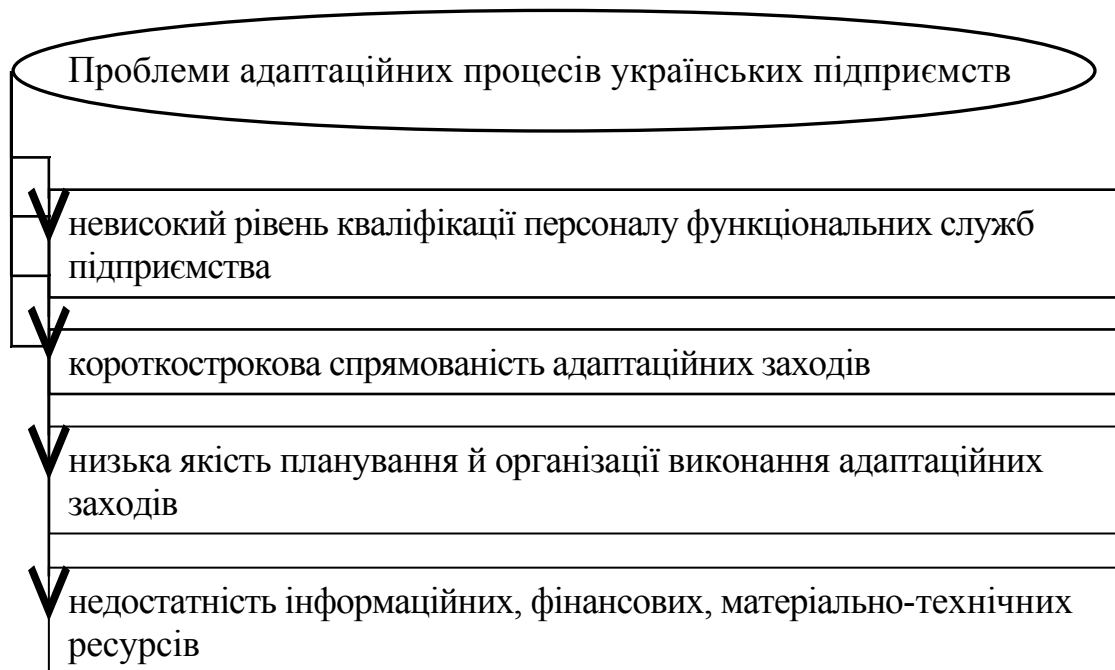 Проблеми адаптаційних процесів українських підприємств
невисокий рівень кваліфікації персоналу функціональних служб
підприємства
короткострокова спрямованість адаптаційних заходів
низька якість планування й організації виконання адаптаційних
заходів
недостатність інформаційних, фінансових, матеріально-технічних
ресурсів